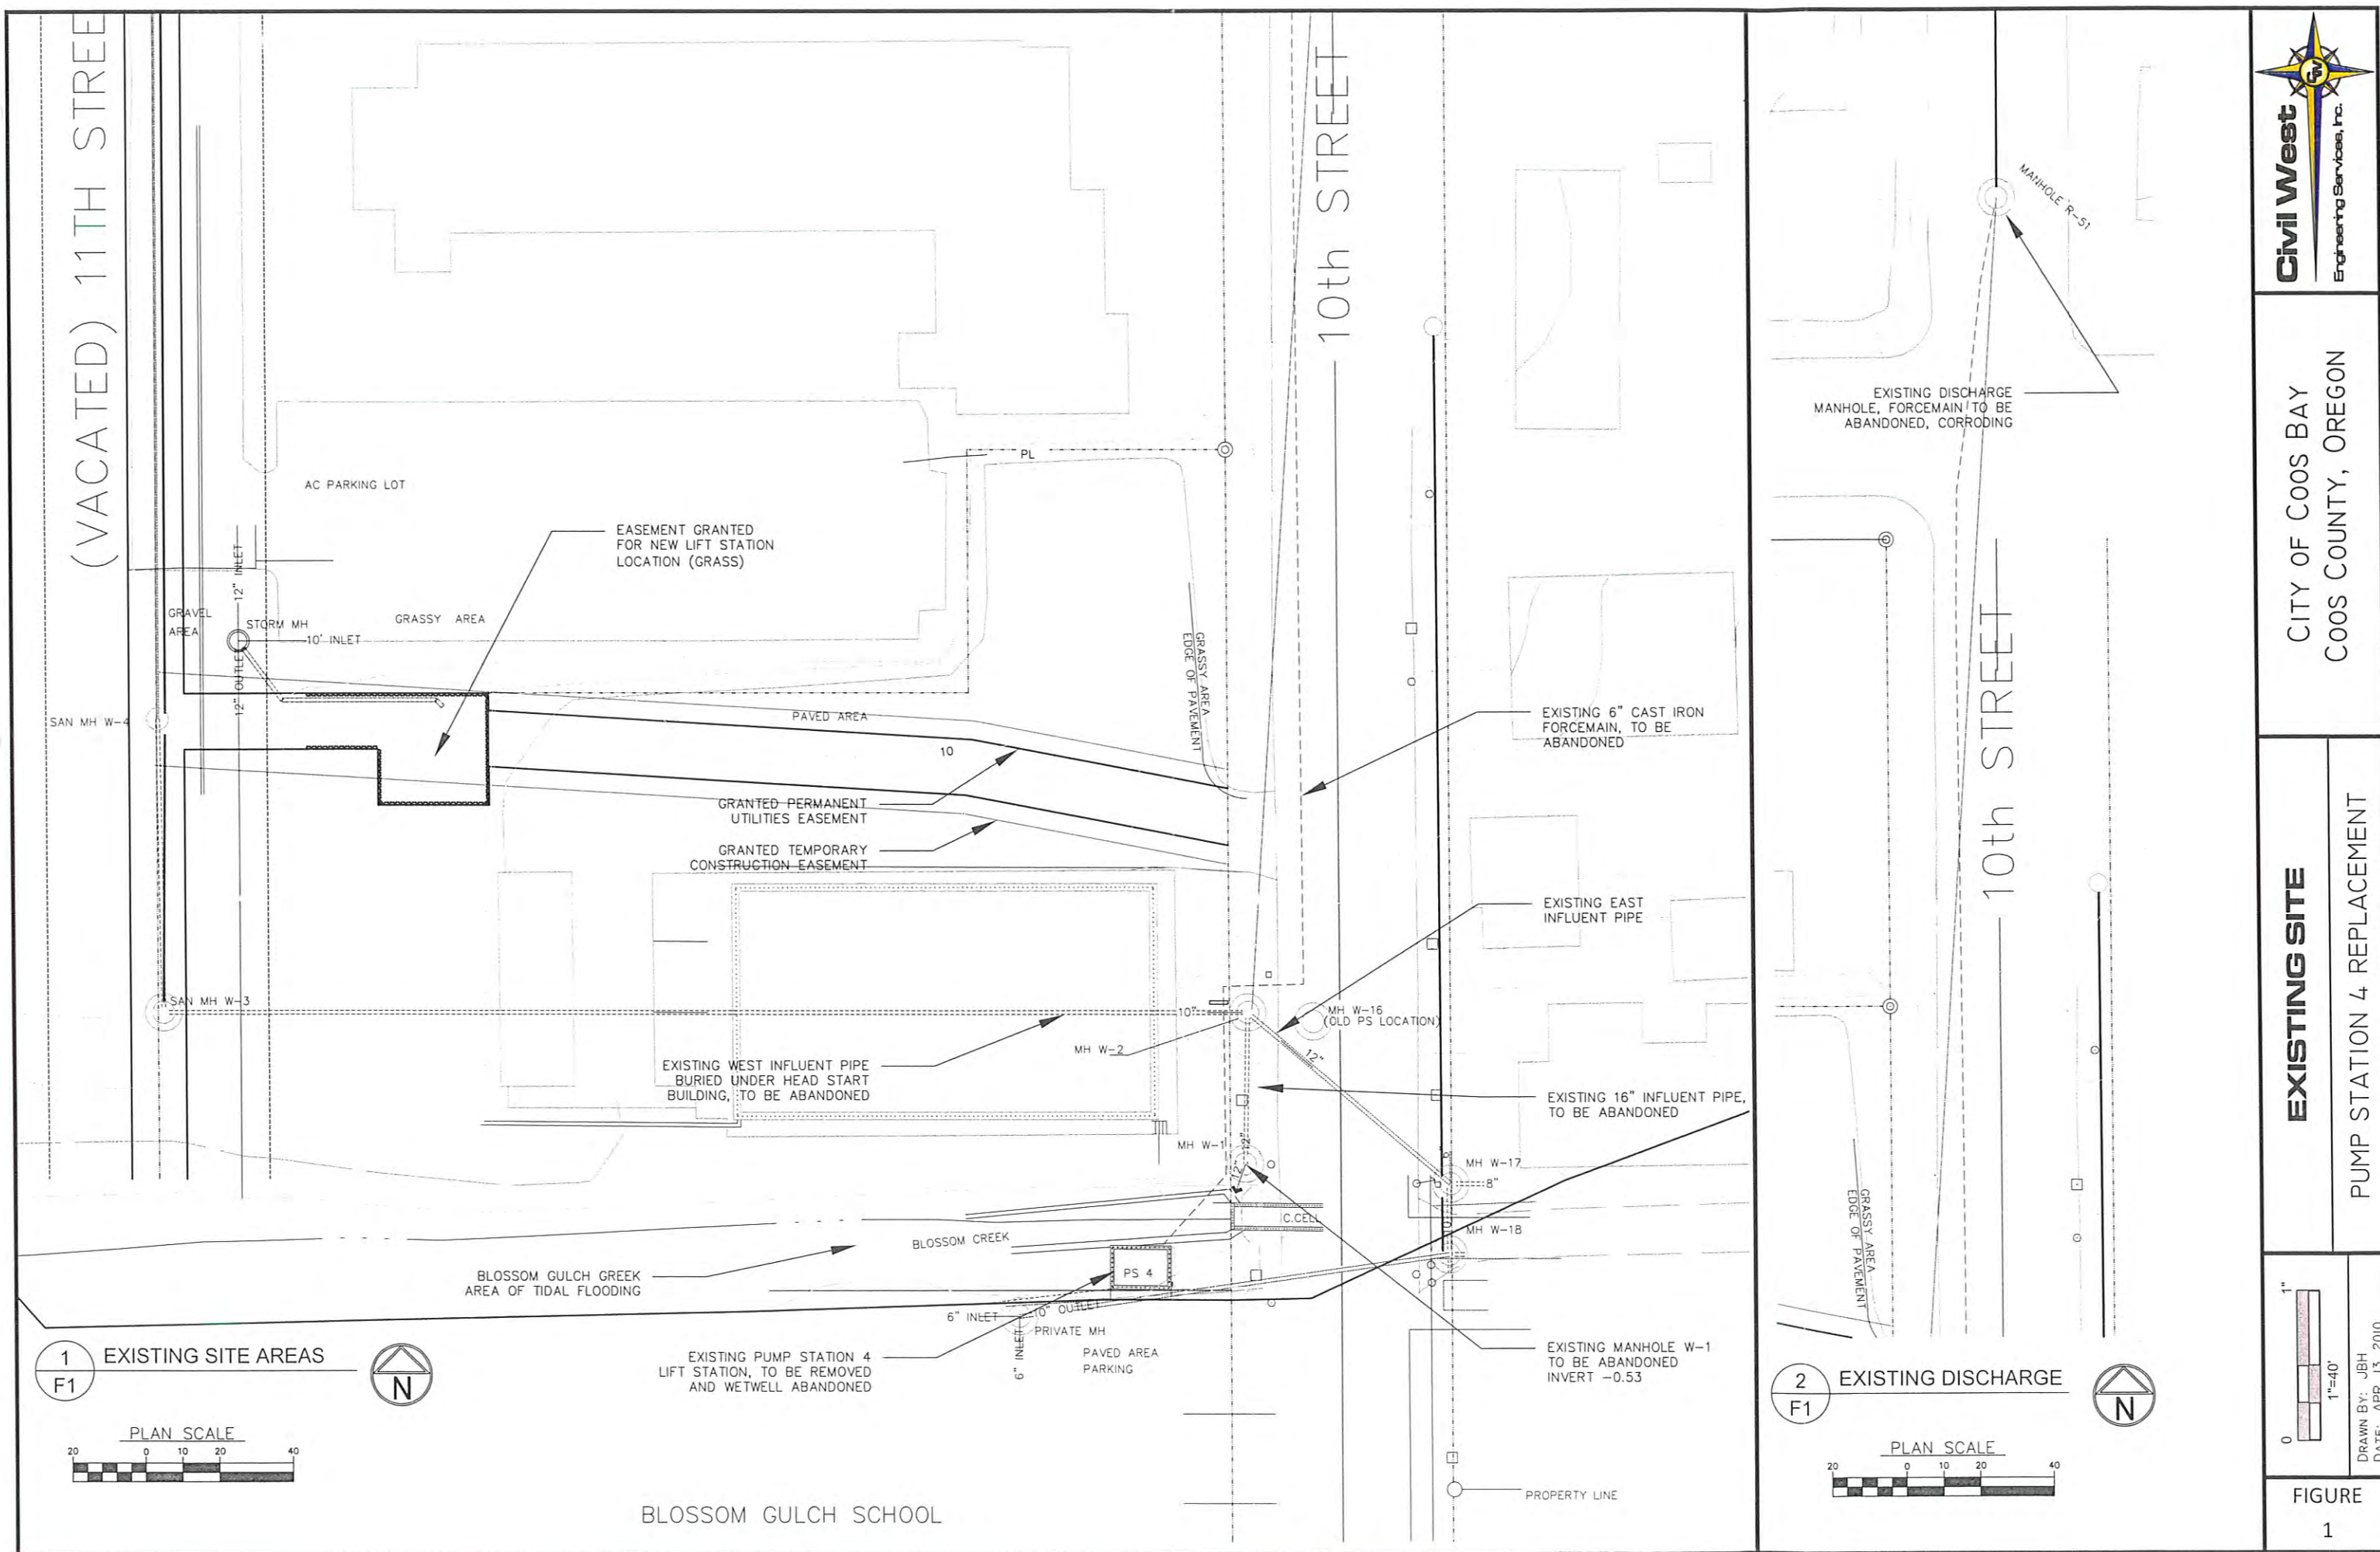 (VACATED) 11TH STREE
10th STREET
AC PARKING LOT
EASEMENT GRANTED
FOR NEW LIFT STATION
LOCATION (GRASS)
PL
12" INLET
GRAVEL
AREA
STORM MH
10' INLET
GRASSY AREA
12" OUTLET
SAN MH W-4
PAVED AREA
10
GRASSY AREA
EDGE OF PAVEMENT
EXISTING 6" CAST IRON
FORCEMAIN, TO BE
ABANDONED
GRANTED PERMANENT
UTILITIES EASEMENT
GRANTED TEMPORARY
CONSTRUCTION EASEMENT
EXISTING EAST
INFLUENT PIPE
SAN MH W-3
10"
MH W-16
(OLD PS LOCATION)
MH W-2
12"
EXISTING WEST INFLUENT PIPE
BURIED UNDER HEAD START
BUILDING, TO BE ABANDONED
EXISTING 16" INFLUENT PIPE,
TO BE ABANDONED
MH W-1
12"
12"
MH W-17
8"
C.CELL
MH W-18
BLOSSOM CREEK
BLOSSOM GULCH GREEK
AREA OF TIDAL FLOODING
PS 4
6" INLET
10" OUTLET
PRIVATE MH
6" INLET
PAVED AREA
PARKING
EXISTING PUMP STATION 4
LIFT STATION, TO BE REMOVED
AND WETWELL ABANDONED
EXISTING MANHOLE W-1
TO BE ABANDONED
INVERT -0.53
1
F1
EXISTING SITE AREAS
N
PLAN SCALE
20 0 10 20 40
BLOSSOM GULCH SCHOOL
PROPERTY LINE
MANHOLE R-51
EXISTING DISCHARGE
MANHOLE, FORCEMAIN TO BE
ABANDONED, CORRODING
10th STREET
GRASSY AREA
EDGE OF PAVEMENT
2
F1
EXISTING DISCHARGE
N
PLAN SCALE
20 0 10 20 40
CW
Civil West
Engineering Services, Inc.
CITY OF COOS BAY
COOS COUNTY, OREGON
EXISTING SITE
PUMP STATION 4 REPLACEMENT
0 1"
1"=40'
DRAWN BY: JBH
DATE: APR 13, 2010
FIGURE
1